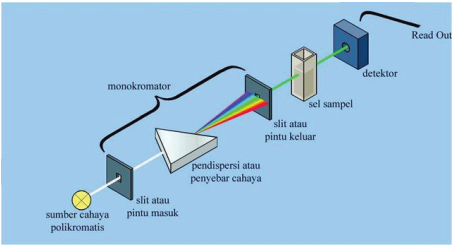 Read Out
detektor
monokromator
sel sampel
slit atau
pintu keluar
pendispersi atau
penyebar cahaya
slit atau
pintu masuk
sumber cahaya
polikromatis